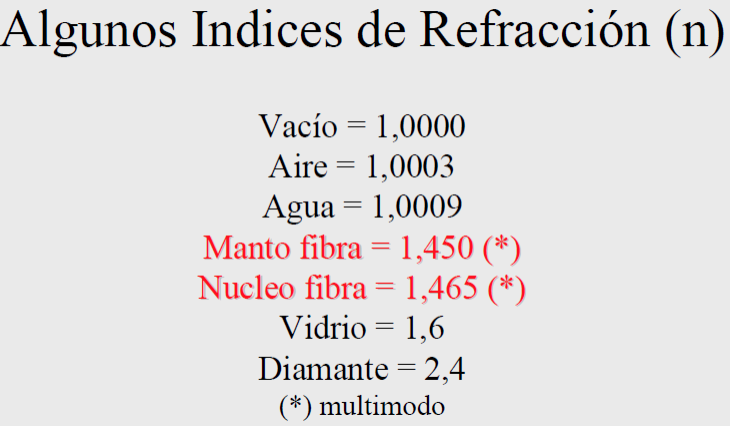 Algunos Indices de Refracción (n)
Vacío = 1,0000
Aire = 1,0003
Agua = 1,0009
Manto fibra = 1,450 (*)
Nucleo fibra = 1,465 (*)
Vidrio = 1,6
Diamante = 2,4
(*) multimodo